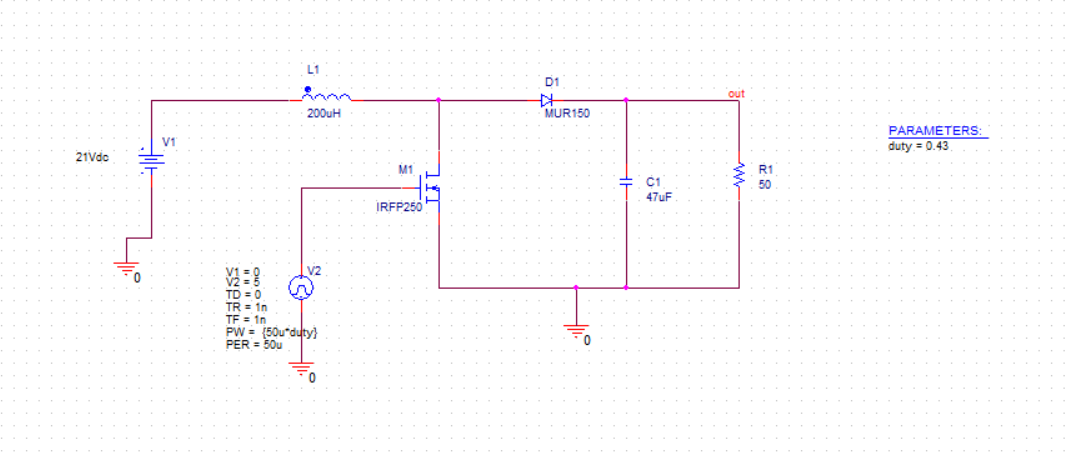 L1
200uH
D1
MUR150
out
PARAMETERS:
duty = 0.43
V1
21Vdc
M1
IRFP250
C1
47uF
R1
50
0
V2
V1 = 0
V2 = 5
TD = 0
TR = 1n
TF = 1n
PW = {50u*duty}
PER = 50u
0
0